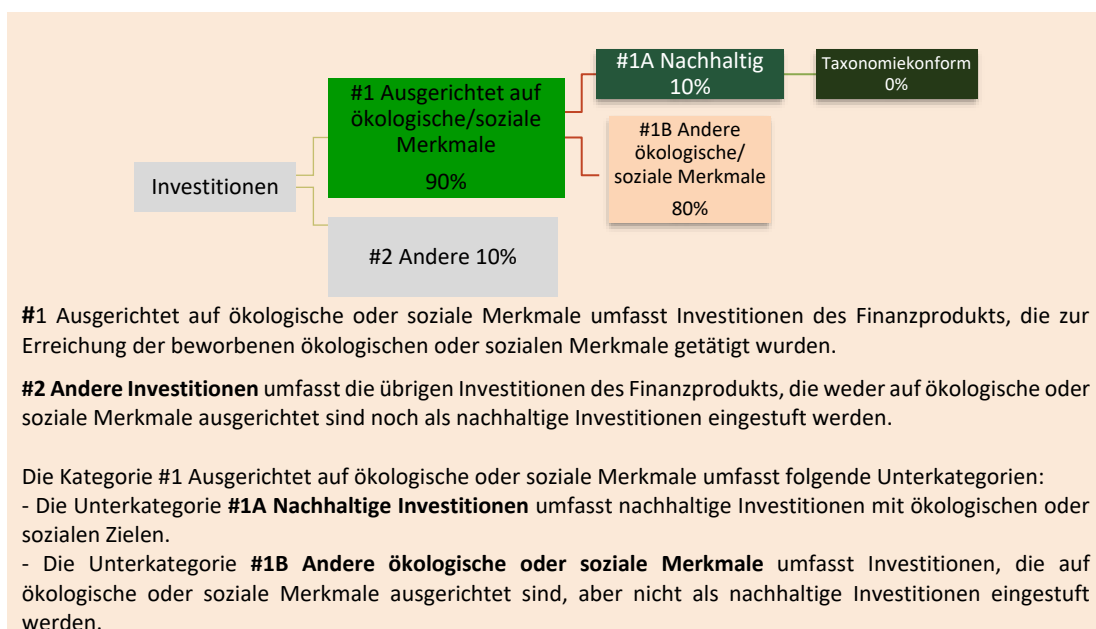 #1A Nachhaltig
10%
Taxonomiekonform
0%
#1 Ausgerichtet auf
ökologische/soziale
Merkmale
90%
#1B Andere
ökologische/
soziale Merkmale
80%
Investitionen
#2 Andere 10%
#1 Ausgerichtet auf ökologische oder soziale Merkmale umfasst Investitionen des Finanzprodukts, die zur
Erreichung der beworbenen ökologischen oder sozialen Merkmale getätigt wurden.
#2 Andere Investitionen umfasst die übrigen Investitionen des Finanzprodukts, die weder auf ökologische oder
soziale Merkmale ausgerichtet sind noch als nachhaltige Investitionen eingestuft werden.
Die Kategorie #1 Ausgerichtet auf ökologische oder soziale Merkmale umfasst folgende Unterkategorien:
- Die Unterkategorie #1A Nachhaltige Investitionen umfasst nachhaltige Investitionen mit ökologischen oder
sozialen Zielen.
- Die Unterkategorie #1B Andere ökologische oder soziale Merkmale umfasst Investitionen, die auf
ökologische oder soziale Merkmale ausgerichtet sind, aber nicht als nachhaltige Investitionen eingestuft
werden.